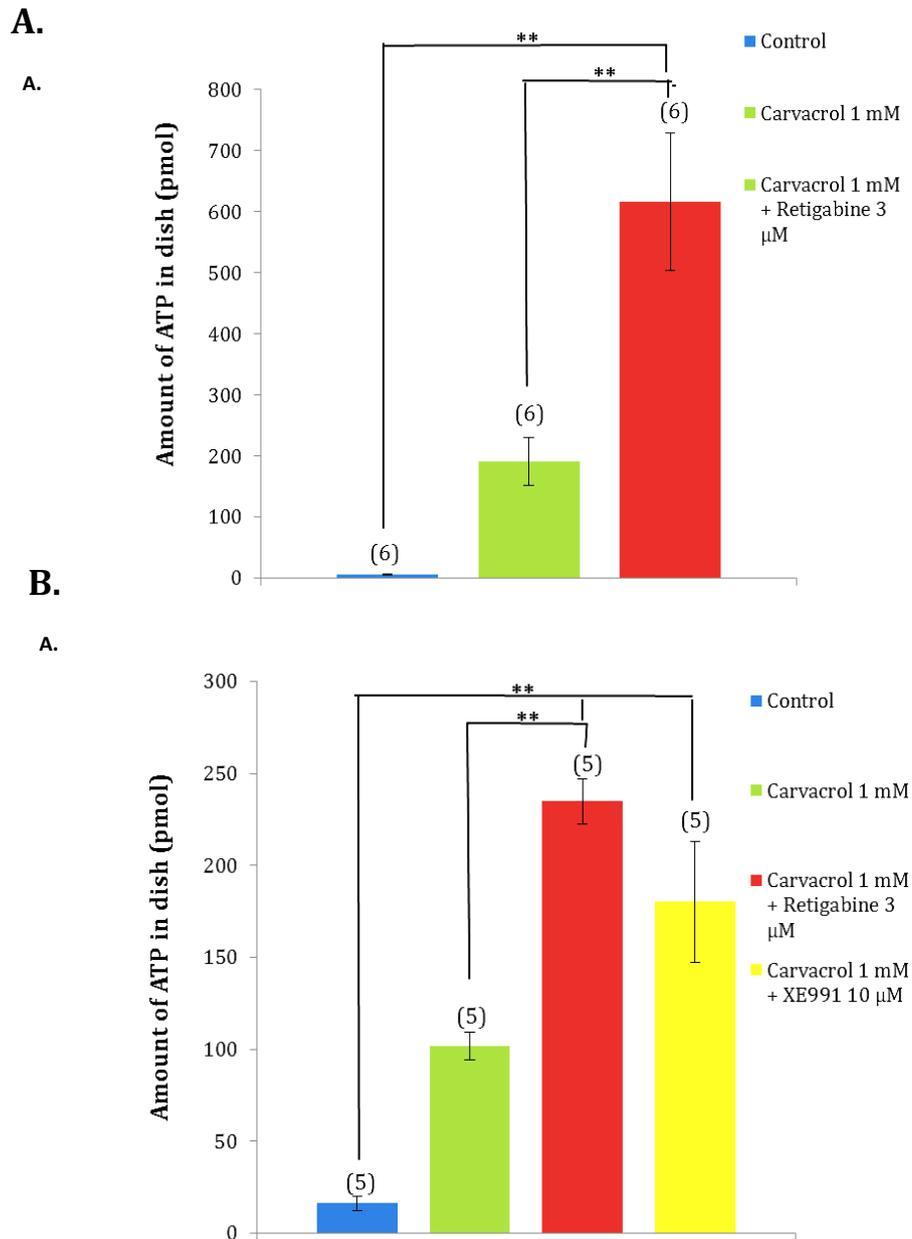 A.
A.
**
**
Control
Carvacrol 1 mM
Carvacrol 1 mM
+ Retigabine 3
µM
Amount of ATP in dish (pmol)
800
700
600
500
400
300
200
100
0
(6)
(6)
(6)
B.
A.
**
**
Control
Carvacrol 1 mM
Carvacrol 1 mM
+ Retigabine 3
µM
Carvacrol 1 mM
+ XE991 10 µM
Amount of ATP in dish (pmol)
300
250
200
150
100
50
0
(5)
(5)
(5)
(5)